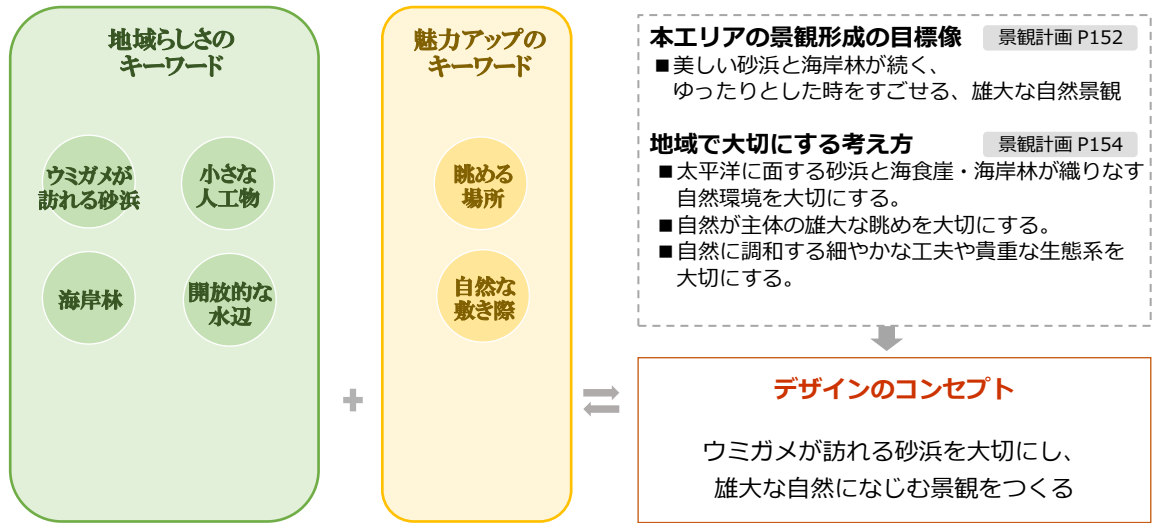 地域らしさの
キーワード
ウミガメが
訪れる砂浜
小さな
人工物
海岸林
開放的な
水辺
+
魅力アップの
キーワード
眺める
場所
自然な
敷き際
本エリアの景観形成の目標像 景観計画 P152
■美しい砂浜と海岸林が続く、
ゆったりとした時をすごせる、雄大な自然景観
地域で大切にする考え方 景観計画 P154
■太平洋に面する砂浜と海食崖・海岸林が織りなす
自然環境を大切にする。
■自然が主体の雄大な眺めを大切にする。
■自然に調和する細やかな工夫や貴重な生態系を
大切にする。
デザインのコンセプト
ウミガメが訪れる砂浜を大切にし、
雄大な自然になじむ景観をつくる